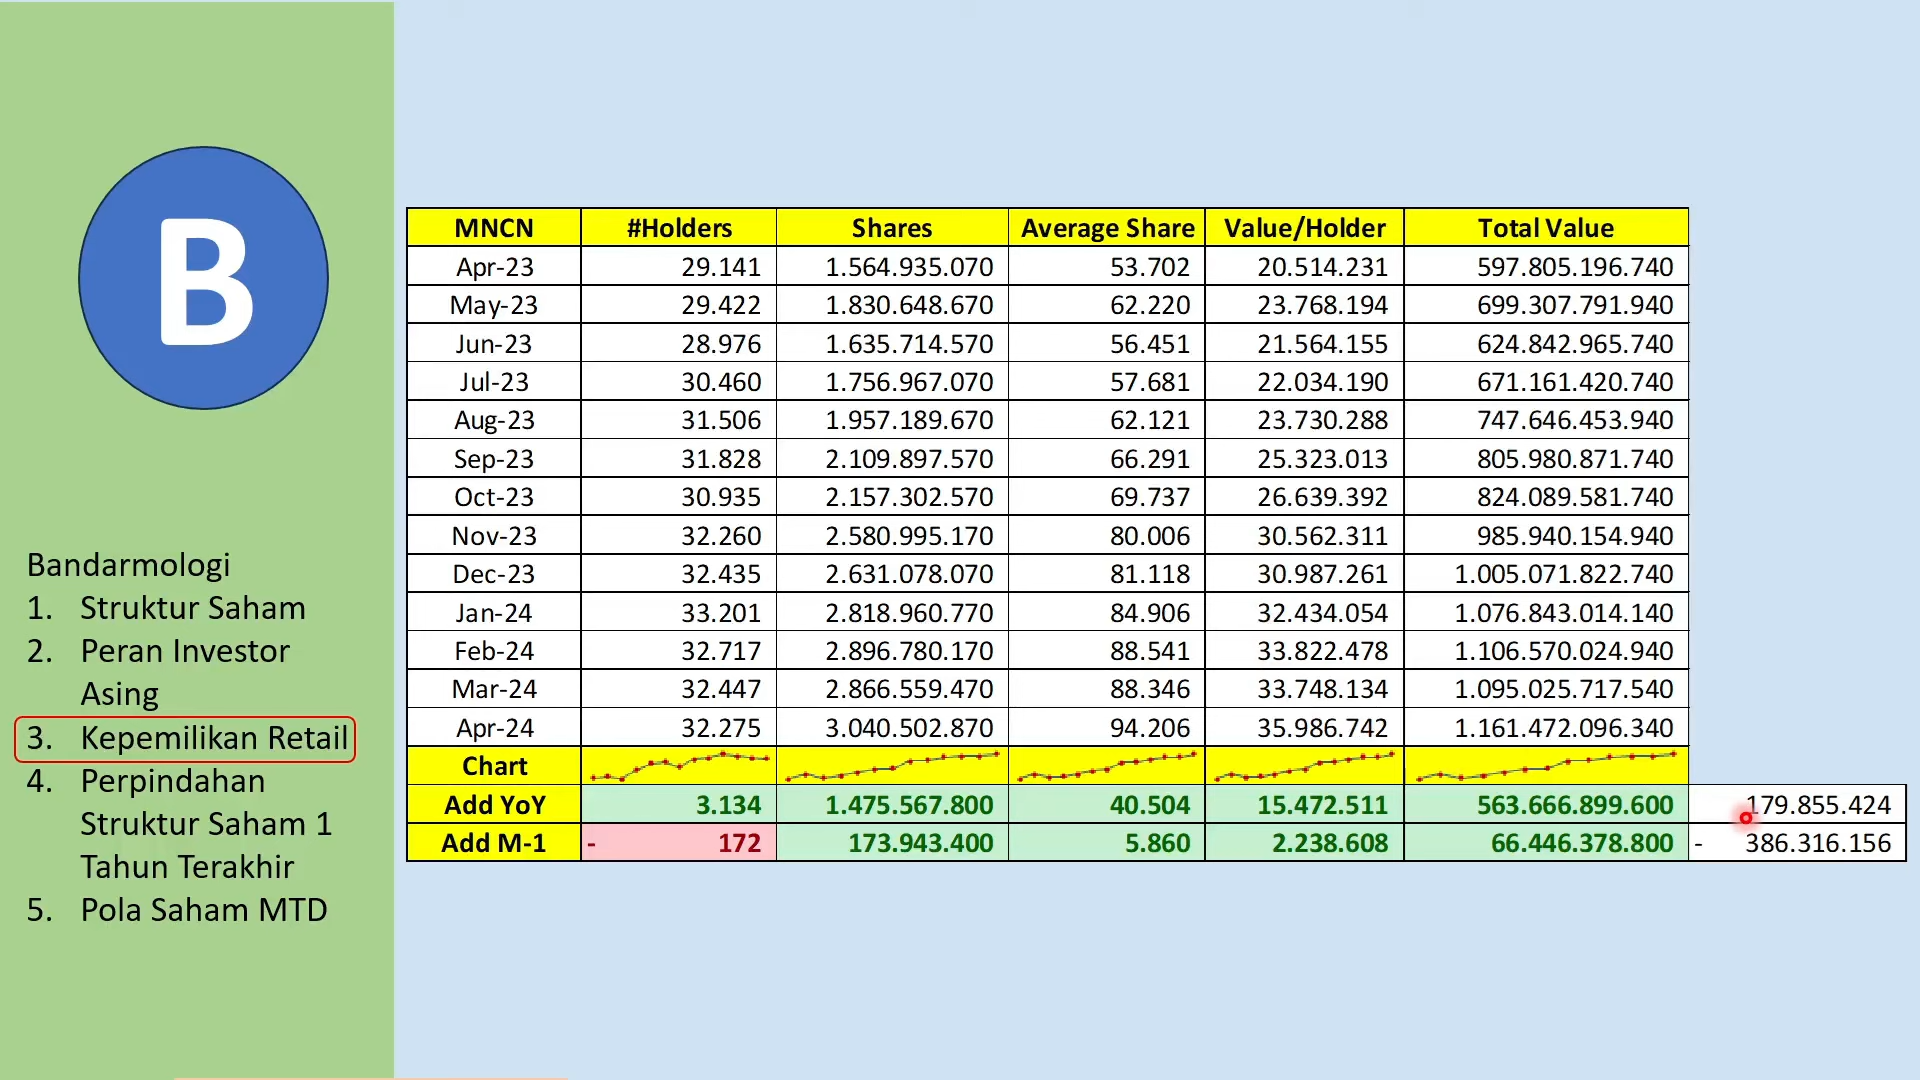 B
Bandarmologi
1. Struktur Saham
2. Peran Investor
Asing
3. Kepemilikan Retail
4. Perpindahan
Struktur Saham 1
Tahun Terakhir
5. Pola Saham MTD
MNCN #Holders Shares Average Share Value/Holder Total Value
Apr-23 29.141 1.564.935.070 53.702 20.514.231 597.805.196.740
May-23 29.422 1.830.648.670 62.220 23.768.194 699.307.791.940
Jun-23 28.976 1.635.714.570 56.451 21.564.155 624.842.965.740
Jul-23 30.460 1.756.967.070 57.681 22.034.190 671.161.420.740
Aug-23 31.506 1.957.189.670 62.121 23.730.288 747.646.453.940
Sep-23 31.828 2.109.897.570 66.291 25.323.013 805.980.871.740
Oct-23 30.935 2.157.302.570 69.737 26.639.392 824.089.581.740
Nov-23 32.260 2.580.995.170 80.006 30.562.311 985.940.154.940
Dec-23 32.435 2.631.078.070 81.118 30.987.261 1.005.071.822.740
Jan-24 33.201 2.818.960.770 84.906 32.434.054 1.076.843.014.140
Feb-24 32.717 2.896.780.170 88.541 33.822.478 1.106.570.024.940
Mar-24 32.447 2.866.559.470 88.346 33.748.134 1.095.025.717.540
Apr-24 32.275 3.040.502.870 94.206 35.986.742 1.161.472.096.340
Chart
Add YoY 3.134 1.475.567.800 40.504 15.472.511 563.666.899.600 179.855.424
Add M-1 - 172 173.943.400 5.860 2.238.608 66.446.378.800 - 386.316.156